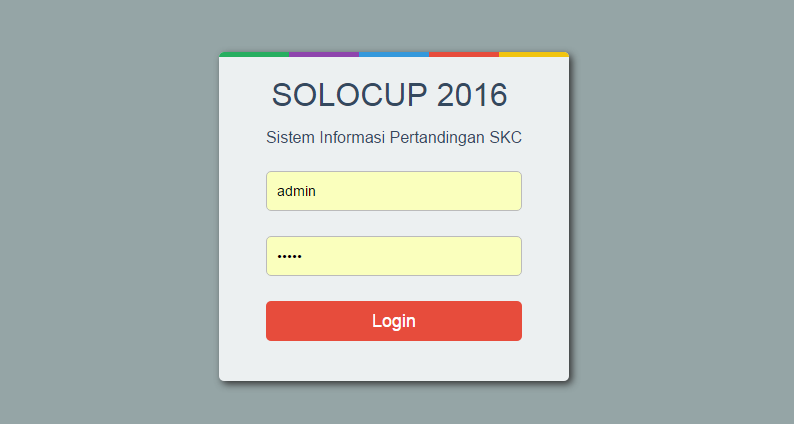 SOLOCUP 2016
Sistem Informasi Pertandingan SKC
admin
•••••
Login